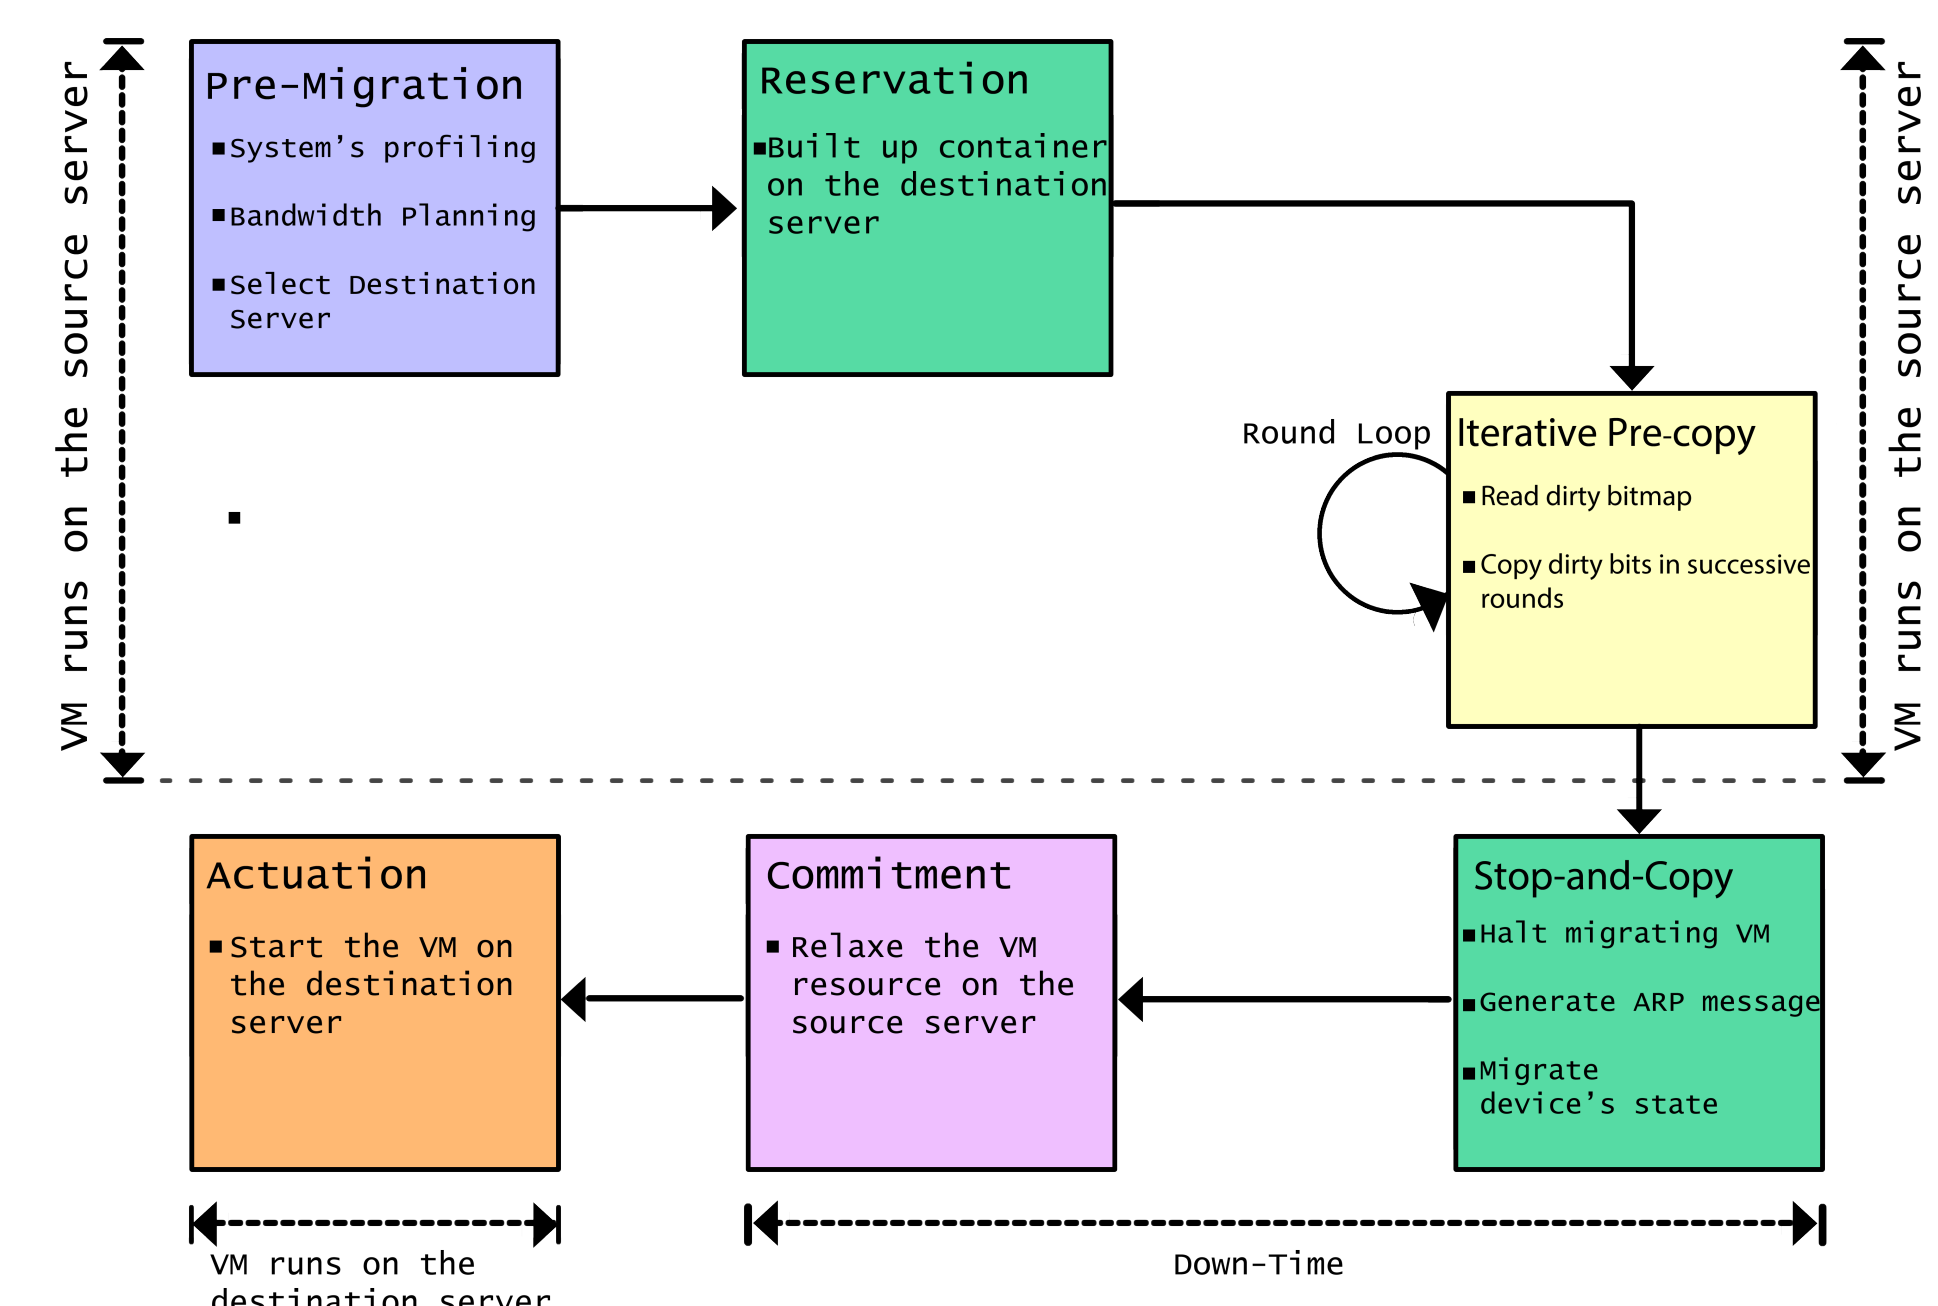 VM runs on the source server
Pre-Migration
▪System’s profiling
▪Bandwidth Planning
▪Select Destination
Server
Reservation
▪Built up container
on the destination
server
VM runs on the source server
Round Loop
Iterative Pre-copy
▪Read dirty bitmap
▪Copy dirty bits in successive
rounds
▪
Actuation
▪Start the VM on
the destination
server
Commitment
▪ Relaxe the VM
resource on the
source server
Stop-and-Copy
▪Halt migrating VM
▪Generate ARP message
▪Migrate
device’s state
VM runs on the
destination server
Down-Time